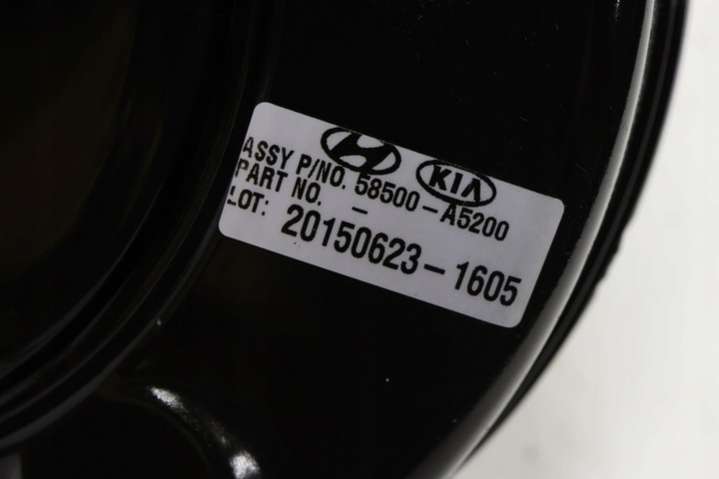 KIA
ASSY P/NO. 58500-A5200
PART NO. -
LOT: 20150623-1605